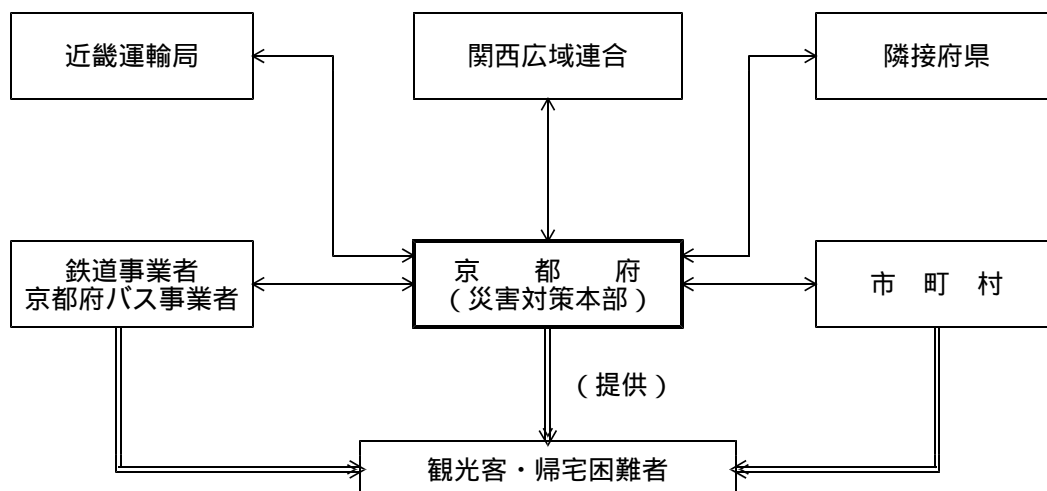 近畿運輸局
関西広域連合
隣接府県
鉄道事業者
京都府バス事業者
京都府
（災害対策本部）
市町村
（提供）
観光客・帰宅困難者